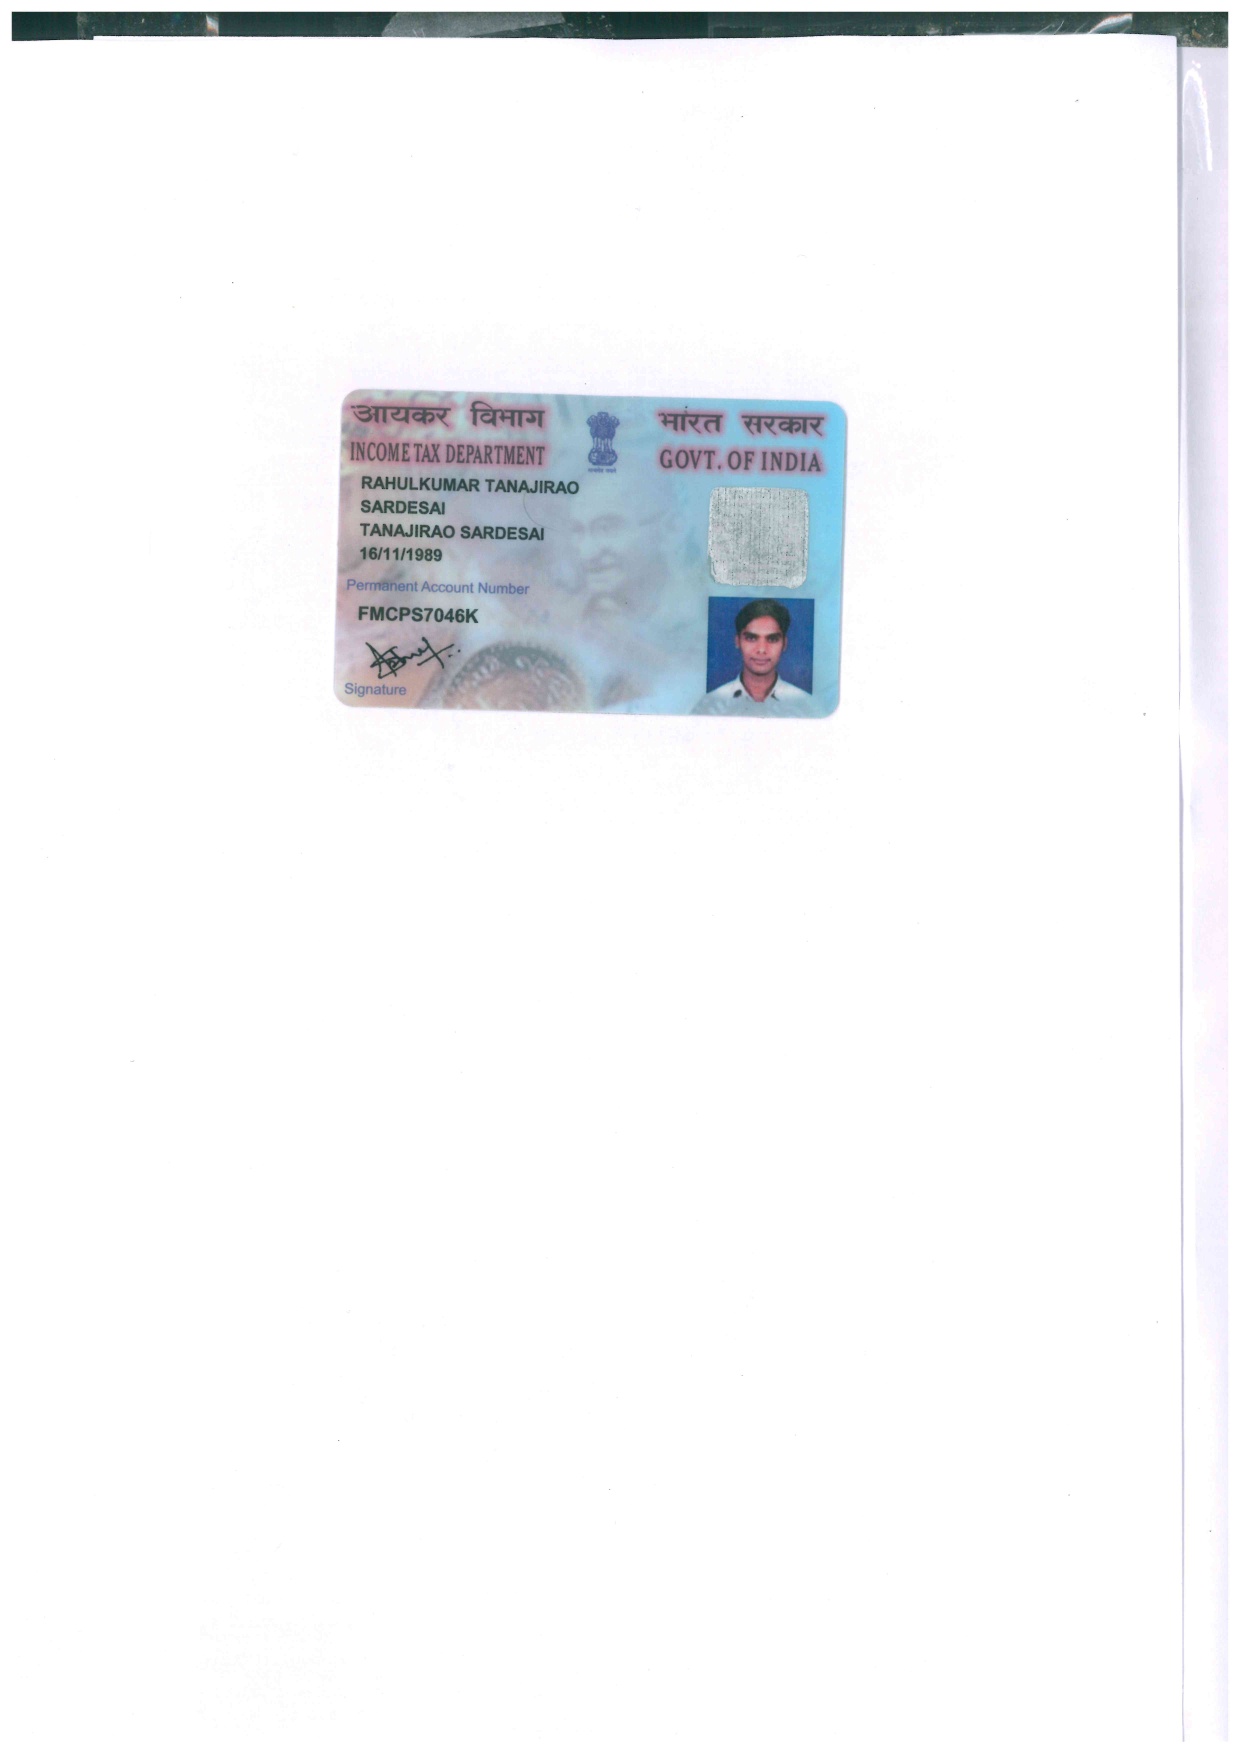 आयकर विभाग
भारत सरकार
INCOME TAX DEPARTMENT
GOVT. OF INDIA
RAHULKUMAR TANAJIRAO
SARDESAI
TANAJIRAO SARDESAI
16/11/1989
Permanent Account Number
FMCPS7046K
Signature